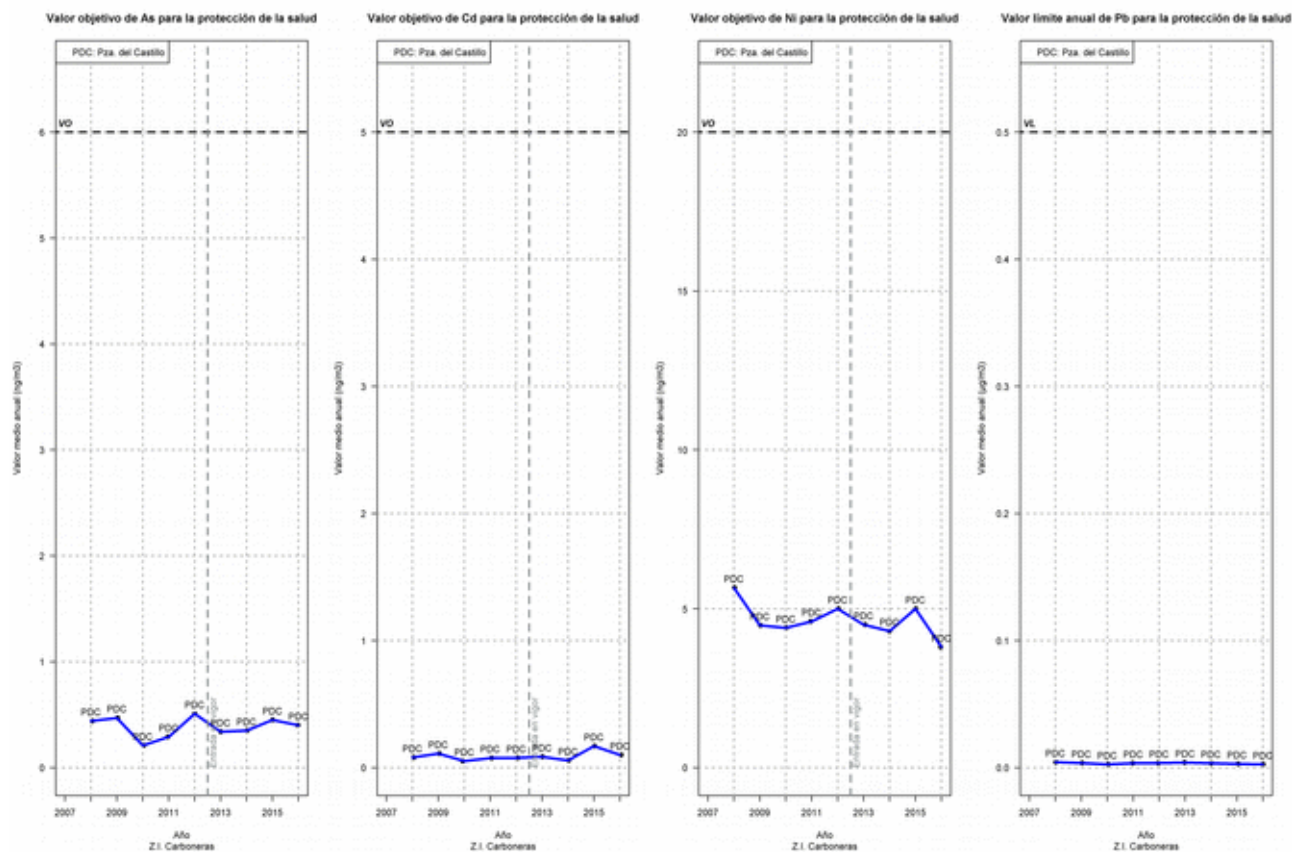 Valor objetivo de As para la protección de la salud
PDC: Pza. del Castillo
VO
6
5
4
3
2
1
0
Valor medio anual (ng/m3)
PDC
PDC
PDC
PDC
PDC
PDC
PDC
PDC
PDC
Entrada en vigor
2007
2009
2011
2013
2015
Año
Z.I. Carboneras
Valor objetivo de Cd para la protección de la salud
PDC: Pza. del Castillo
VO
5
4
3
2
1
0
Valor medio anual (ng/m3)
PDC
PDC
PDC
PDC
PDC
PDC
PDC
PDC
PDC
Entrada en vigor
2007
2009
2011
2013
2015
Año
Z.I. Carboneras
Valor objetivo de Ni para la protección de la salud
PDC: Pza. del Castillo
VO
20
15
10
5
0
Valor medio anual (ng/m3)
PDC
PDC
PDC
PDC
PDC
PDC
PDC
PDC
PDC
Entrada en vigor
2007
2009
2011
2013
2015
Año
Z.I. Carboneras
Valor límite anual de Pb para la protección de la salud
PDC: Pza. del Castillo
VL
0.5
0.4
0.3
0.2
0.1
0.0
Valor medio anual (µg/m3)
PDC
PDC
PDC
PDC
PDC
PDC
PDC
PDC
PDC
2007
2009
2011
2013
2015
Año
Z.I. Carboneras